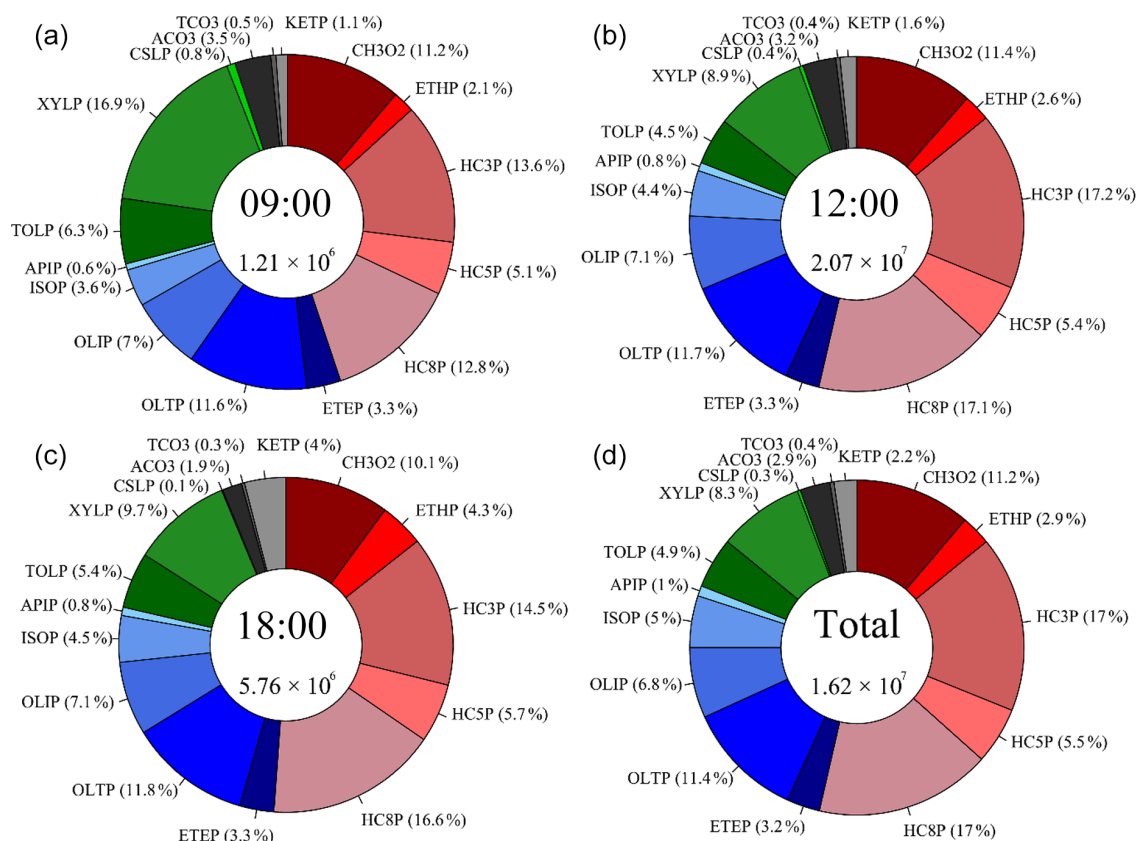 (a)
TCO3 (0.5 %)
KETP (1.1 %)
ACO3 (3.5 %)
CSLP (0.8 %)
CH3O2 (11.2 %)
ETHP (2.1 %)
XYLP (16.9 %)
HC3P (13.6 %)
09:00
TOLP (6.3 %)
1.21 × 10⁶
APIP (0.6 %)
HC5P (5.1 %)
ISOP (3.6 %)
OLIP (7 %)
HC8P (12.8 %)
OLTP (11.6 %)
ETEP (3.3 %)
(b)
TCO3 (0.4 %)
KETP (1.6 %)
ACO3 (3.2 %)
CSLP (0.4 %)
CH3O2 (11.4 %)
XYLP (8.9 %)
ETHP (2.6 %)
TOLP (4.5 %)
APIP (0.8 %)
ISOP (4.4 %)
HC3P (17.2 %)
12:00
OLIP (7.1 %)
2.07 × 10⁷
HC5P (5.4 %)
OLTP (11.7 %)
ETEP (3.3 %)
HC8P (17.1 %)
(c)
TCO3 (0.3 %)
KETP (4 %)
ACO3 (1.9 %)
CSLP (0.1 %)
CH3O2 (10.1 %)
XYLP (9.7 %)
ETHP (4.3 %)
TOLP (5.4 %)
APIP (0.8 %)
HC3P (14.5 %)
ISOP (4.5 %)
18:00
OLIP (7.1 %)
5.76 × 10⁶
HC5P (5.7 %)
OLTP (11.8 %)
HC8P (16.6 %)
ETEP (3.3 %)
(d)
TCO3 (0.4 %)
KETP (2.2 %)
ACO3 (2.9 %)
CSLP (0.3 %)
CH3O2 (11.2 %)
XYLP (8.3 %)
ETHP (2.9 %)
TOLP (4.9 %)
APIP (1 %)
ISOP (5 %)
HC3P (17 %)
Total
OLIP (6.8 %)
1.62 × 10⁷
HC5P (5.5 %)
OLTP (11.4 %)
ETEP (3.2 %)
HC8P (17 %)